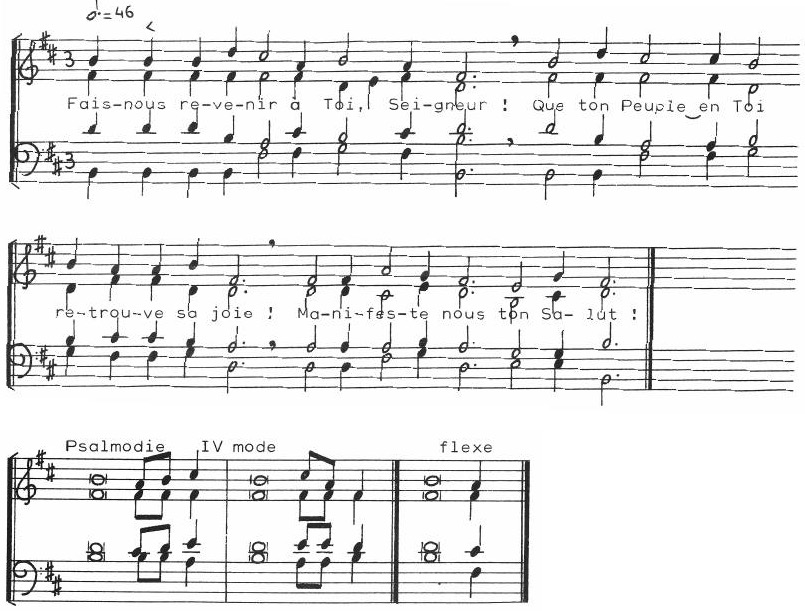 ♩.=46
Fais-nous re-ve-nir à Toi, Sei-gneur ! Que ton Peuple en Toi
re-trou-ve sa joie ! Ma-ni-fes-te nous ton Sa- lut !
Psalmodie IV mode flexe